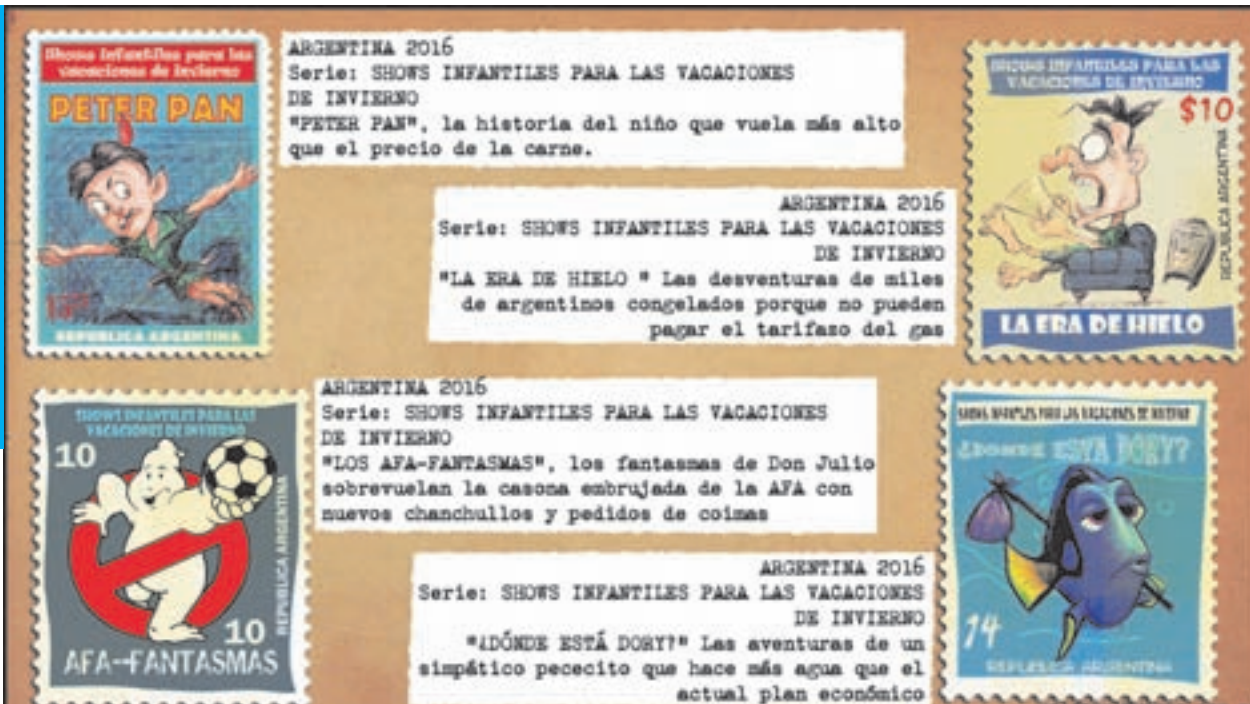 Shows Infantiles para las
vacaciones de invierno
PETER PAN
REPUBLICA ARGENTINA
ARGENTINA 2016
Serie: SHOWS INFANTILES PARA LAS VACACIONES
DE INVIERNO
"PETER PAN", la historia del niño que vuela más alto
que el precio de la carne.
SHOWS INFANTILES PARA LAS
VACACIONES DE INVIERNO
$10
REPUBLICA ARGENTINA
LA ERA DE HIELO
ARGENTINA 2016
Serie: SHOWS INFANTILES PARA LAS VACACIONES
DE INVIERNO
"LA ERA DE HIELO " Las desventuras de miles
de argentinos congelados porque no pueden
pagar el tarifazo del gas
SHOWS INFANTILES PARA LAS
VACACIONES DE INVIERNO
10
REPUBLICA ARGENTINA
10
AFA-FANTASMAS
ARGENTINA 2016
Serie: SHOWS INFANTILES PARA LAS VACACIONES
DE INVIERNO
"LOS AFA-FANTASMAS", los fantasmas de Don Julio
sobrevuelan la casona embrujada de la AFA con
nuevos chanchullos y pedidos de coimas
SHOWS INFANTILES PARA LAS VACACIONES DE INVIERNO
¿DONDE ESTA DORY?
14
REPUBLICA ARGENTINA
ARGENTINA 2016
Serie: SHOWS INFANTILES PARA LAS VACACIONES
DE INVIERNO
"¿DÓNDE ESTÁ DORY?" Las aventuras de un
simpático pececito que hace más agua que el
actual plan económico